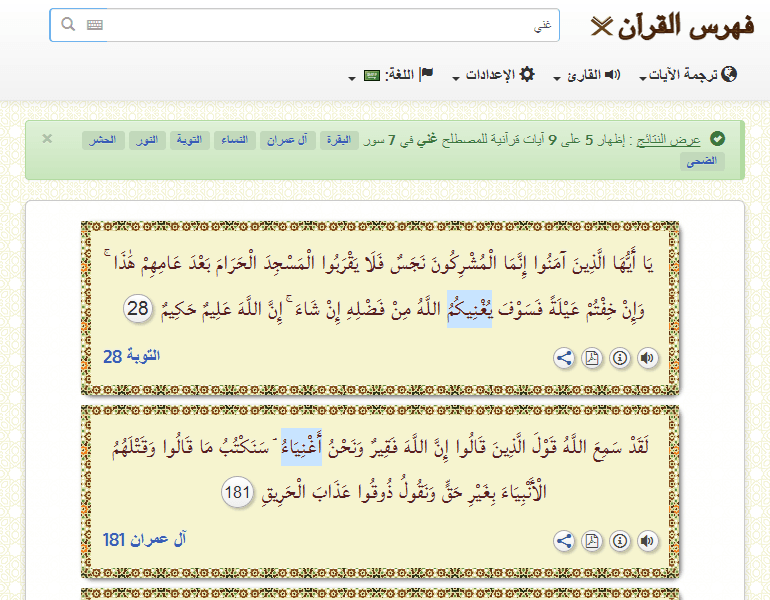 فهرس القرآن
غني
ترجمة الآيات
القارئ
الإعدادات
اللغة:
عرض النتائج : إظهار 5 على 9 آيات قرآنية للمصطلح غني في 7 سور البقرة آل عمران النساء التوبة النور الحشر
الضحى
يَا أَيُّهَا الَّذِينَ آمَنُوا إِنَّمَا الْمُشْرِكُونَ نَجَسٌ فَلَا يَقْرَبُوا الْمَسْجِدَ الْحَرَامَ بَعْدَ عَامِهِمْ هَٰذَا ۚ
وَإِنْ خِفْتُمْ عَيْلَةً فَسَوْفَ يُغْنِيكُمُ اللَّهُ مِنْ فَضْلِهِ إِنْ شَاءَ ۚ إِنَّ اللَّهَ عَلِيمٌ حَكِيمٌ 28
التوبة 28
لَقَدْ سَمِعَ اللَّهُ قَوْلَ الَّذِينَ قَالُوا إِنَّ اللَّهَ فَقِيرٌ وَنَحْنُ أَغْنِيَاءُ ۘ سَنَكْتُبُ مَا قَالُوا وَقَتْلَهُمُ
الْأَنْبِيَاءَ بِغَيْرِ حَقٍّ وَنَقُولُ ذُوقُوا عَذَابَ الْحَرِيقِ 181
آل عمران 181